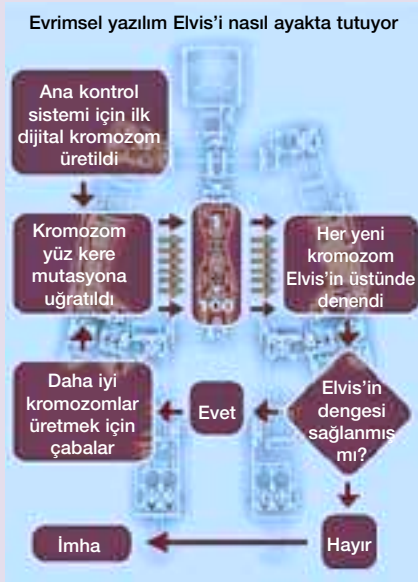 Evrimsel yazılım Elvis’i nasıl ayakta tutuyor
Ana kontrol
sistemi için ilk
dijital kromozom
üretildi
Kromozom
yüz kere
mutasyona
uğratıldı
1
100
Her yeni
kromozom
Elvis’in üstünde
denendi
Elvis’in
dengesi
sağlanmış
mı?
Evet
Daha iyi
kromozomlar
üretmek için
çabalar
Hayır
İmha